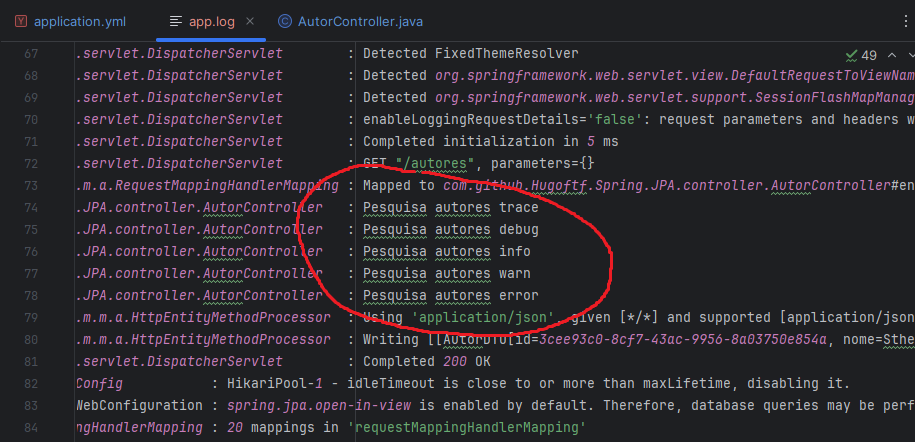 application.yml app.log AutorController.java
49
67 .servlet.DispatcherServlet : Detected FixedThemeResolver
68 .servlet.DispatcherServlet : Detected org.springframework.web.servlet.view.DefaultRequestToViewNam
69 .servlet.DispatcherServlet : Detected org.springframework.web.servlet.support.SessionFlashMapManag
70 .servlet.DispatcherServlet : enableLoggingRequestDetails='false': request parameters and headers w
71 .servlet.DispatcherServlet : Completed initialization in 5 ms
72 .servlet.DispatcherServlet : GET "/autores", parameters={}
73 .m.a.RequestMappingHandlerMapping : Mapped to com.github.Hugoftf.Spring.JPA.controller.AutorController#en
74 .JPA.controller.AutorController : Pesquisa autores trace
75 .JPA.controller.AutorController : Pesquisa autores debug
76 .JPA.controller.AutorController : Pesquisa autores info
77 .JPA.controller.AutorController : Pesquisa autores warn
78 .JPA.controller.AutorController : Pesquisa autores error
79 .m.m.a.HttpEntityMethodProcessor : Using 'application/json', given [*/*] and supported [application/json
80 .m.m.a.HttpEntityMethodProcessor : Writing [[AutorDTO[id=3cee93c0-8cf7-43ac-9956-8a03750e854a, nome=Sthe
81 .servlet.DispatcherServlet : Completed 200 OK
82 Config : HikariPool-1 - idleTimeout is close to or more than maxLifetime, disabling it.
83 WebConfiguration : spring.jpa.open-in-view is enabled by default. Therefore, database queries may be perf
84 ngHandlerMapping : 20 mappings in 'requestMappingHandlerMapping'